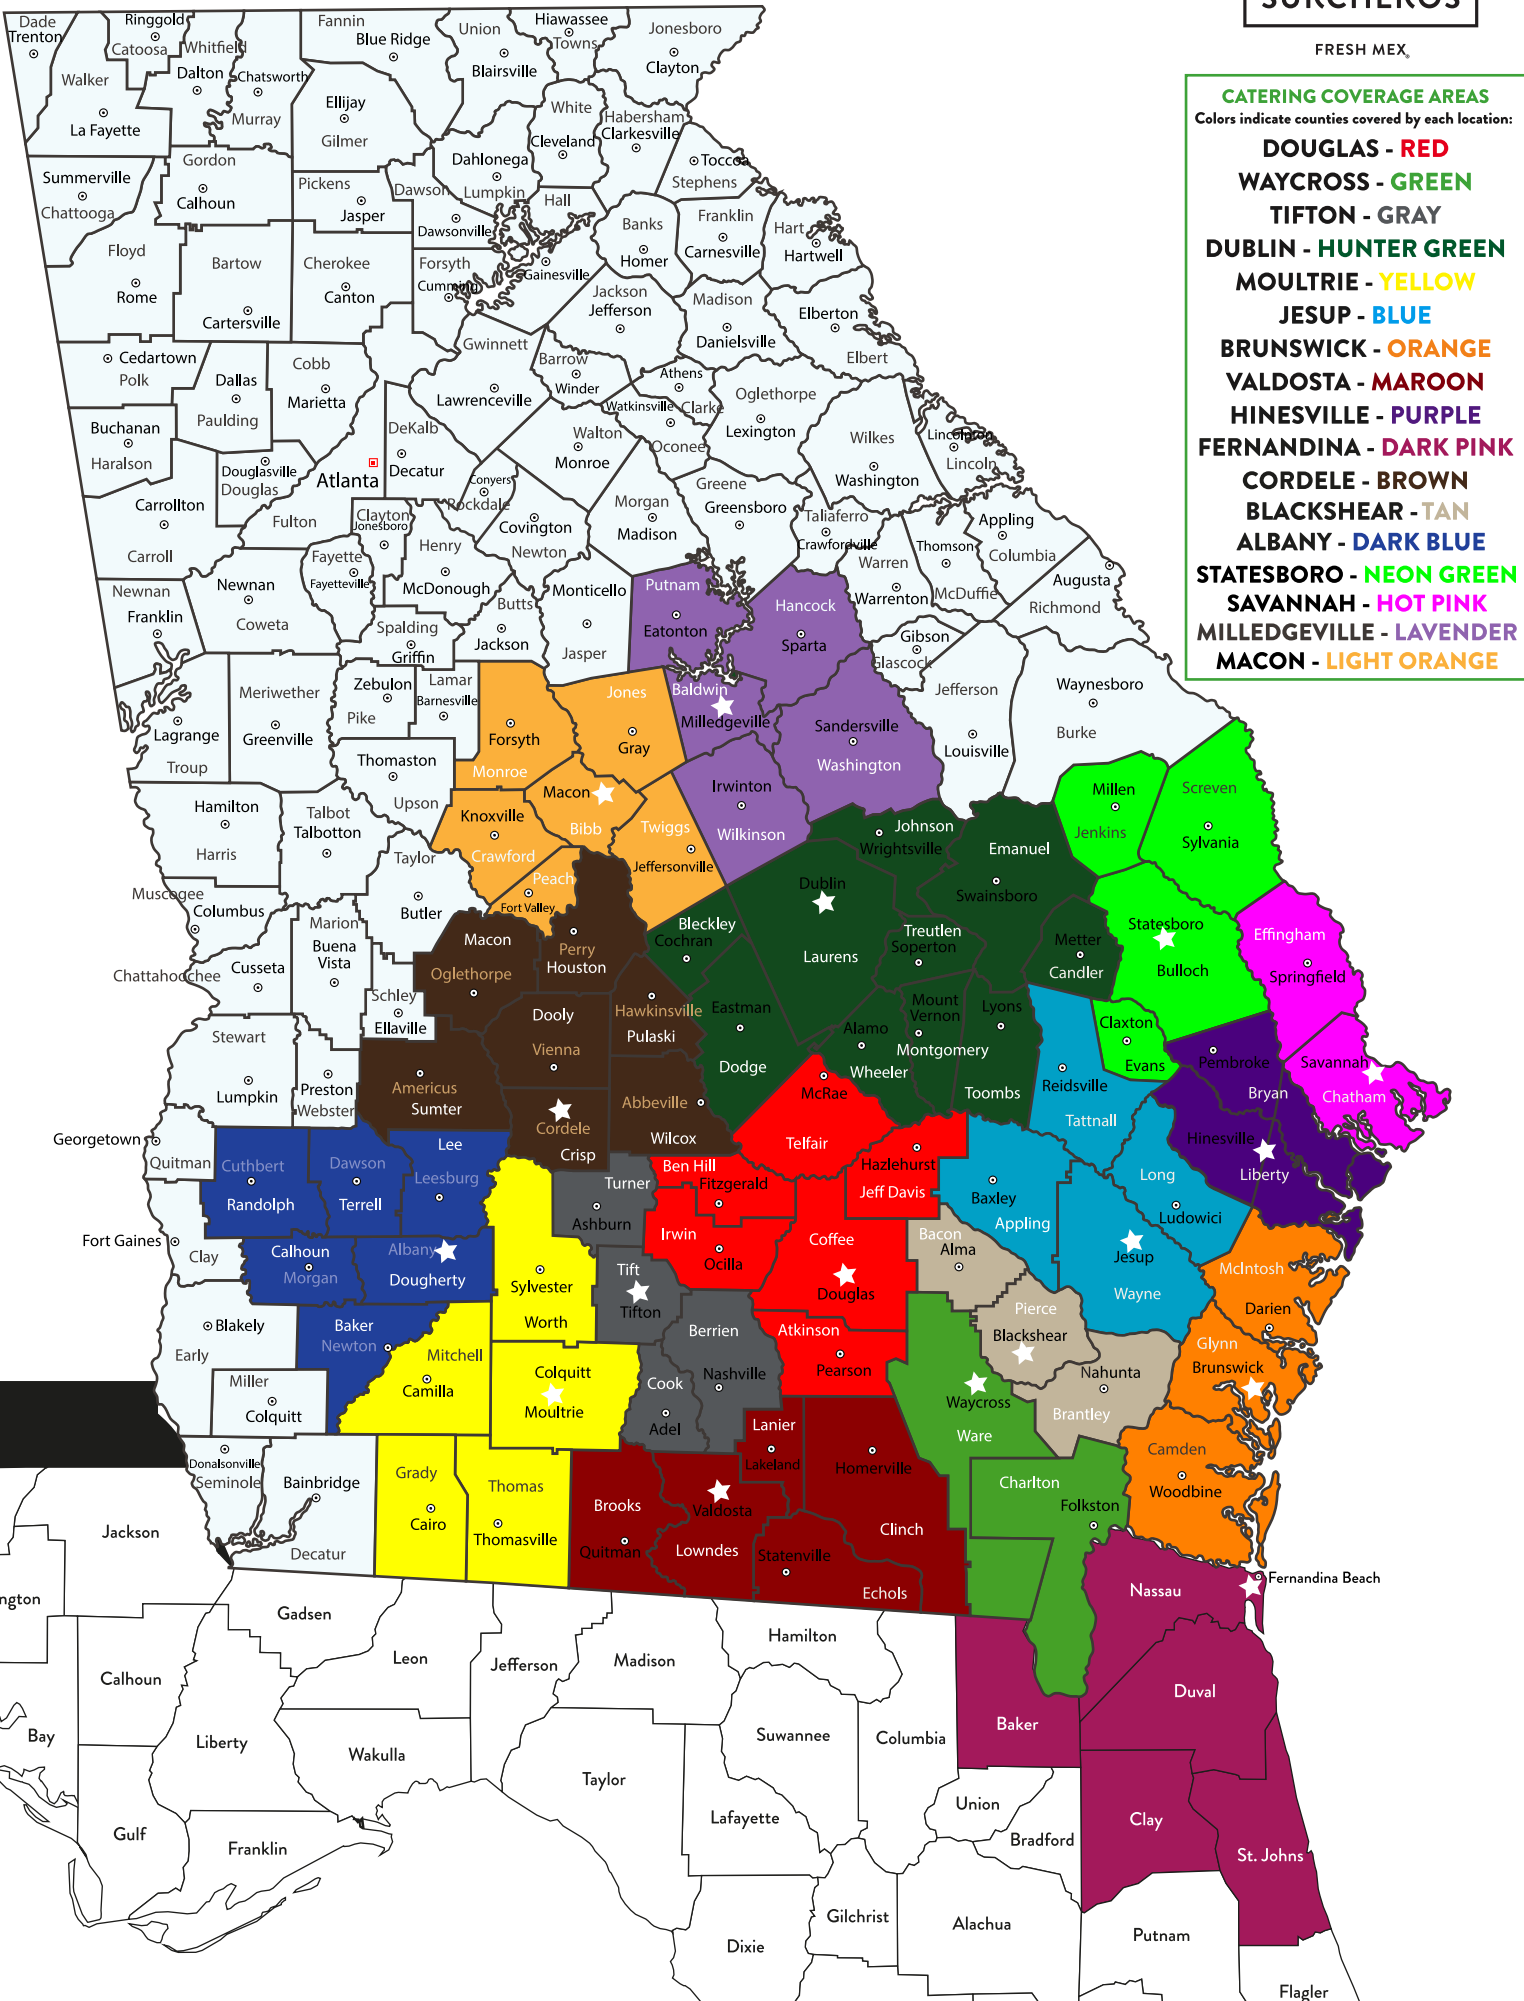 SURCHEROS
FRESH MEX
CATERING COVERAGE AREAS
Colors indicate counties covered by each location:
DOUGLAS - RED
WAYCROSS - GREEN
TIFTON - GRAY
DUBLIN - HUNTER GREEN
MOULTRIE - YELLOW
JESUP - BLUE
BRUNSWICK - ORANGE
VALDOSTA - MAROON
HINESVILLE - PURPLE
FERNANDINA - DARK PINK
CORDELE - BROWN
BLACKSHEAR - TAN
ALBANY - DARK BLUE
STATESBORO - NEON GREEN
SAVANNAH - HOT PINK
MILLEDGEVILLE - LAVENDER
MACON - LIGHT ORANGE
Dade
Trenton
Ringgold
Catoosa
Whitfield
Dalton
Chatsworth
Murray
Fannin
Blue Ridge
Union
Blairsville
Hiawassee
Towns
Jonesboro
Clayton
Walker
La Fayette
Ellijay
Gilmer
White
Cleveland
Habersham
Clarkesville
Dahlonega
Lumpkin
Toccoa
Stephens
Summerville
Chattooga
Gordon
Calhoun
Pickens
Jasper
Dawson
Dawsonville
Hall
Gainesville
Banks
Homer
Franklin
Carnesville
Hart
Hartwell
Floyd
Rome
Bartow
Cartersville
Cherokee
Canton
Forsyth
Cumming
Jackson
Jefferson
Madison
Danielsville
Elberton
Elbert
Cedartown
Polk
Dallas
Paulding
Cobb
Marietta
Gwinnett
Lawrenceville
Barrow
Winder
Athens
Clarke
Watkinsville
Oconee
Oglethorpe
Lexington
Wilkes
Washington
Lincolnton
Lincoln
Buchanan
Haralson
Douglasville
Douglas
Atlanta
Fulton
DeKalb
Decatur
Conyers
Rockdale
Walton
Monroe
Carrollton
Carroll
Clayton
Jonesboro
Henry
McDonough
Covington
Newton
Morgan
Madison
Greene
Greensboro
Taliaferro
Crawfordville
Warren
Warrenton
Thomson
McDuffie
Appling
Columbia
Augusta
Richmond
Newnan
Franklin
Newnan
Coweta
Fayette
Fayetteville
Spalding
Griffin
Butts
Jackson
Monticello
Jasper
Putnam
Eatonton
Hancock
Sparta
Gibson
Glascock
Jefferson
Louisville
Waynesboro
Burke
Lagrange
Troup
Meriwether
Greenville
Zebulon
Pike
Lamar
Barnesville
Forsyth
Monroe
Jones
Gray
Baldwin
Milledgeville
Sandersville
Washington
Thomaston
Upson
Macon
Bibb
Irwinton
Wilkinson
Millen
Jenkins
Screven
Sylvania
Hamilton
Harris
Talbot
Talbotton
Knoxville
Crawford
Twiggs
Jeffersonville
Johnson
Wrightsville
Emanuel
Swainsboro
Taylor
Butler
Peach
Fort Valley
Dublin
Laurens
Muscogee
Columbus
Marion
Buena
Vista
Macon
Oglethorpe
Perry
Houston
Bleckley
Cochran
Treutlen
Soperton
Metter
Candler
Statesboro
Bulloch
Effingham
Springfield
Chattahoochee
Cusseta
Schley
Ellaville
Dooly
Vienna
Hawkinsville
Pulaski
Eastman
Dodge
Alamo
Wheeler
Mount
Vernon
Montgomery
Lyons
Toombs
Reidsville
Tattnall
Claxton
Evans
Pembroke
Bryan
Savannah
Chatham
Stewart
Lumpkin
Preston
Webster
Americus
Sumter
Cordele
Crisp
Abbeville
Wilcox
McRae
Telfair
Georgetown
Quitman
Cuthbert
Randolph
Dawson
Terrell
Lee
Leesburg
Turner
Ashburn
Ben Hill
Fitzgerald
Hazlehurst
Jeff Davis
Baxley
Appling
Long
Ludowici
Hinesville
Liberty
Fort Gaines
Clay
Calhoun
Morgan
Albany
Dougherty
Sylvester
Worth
Tift
Tifton
Irwin
Ocilla
Coffee
Douglas
Bacon
Alma
Jesup
Wayne
McIntosh
Darien
Blakely
Early
Baker
Newton
Mitchell
Camilla
Colquitt
Moultrie
Berrien
Nashville
Cook
Adel
Atkinson
Pearson
Pierce
Blackshear
Nahunta
Brantley
Glynn
Brunswick
Miller
Colquitt
Waycross
Ware
Lanier
Lakeland
Homerville
Clinch
Camden
Woodbine
Donalsonville
Seminole
Bainbridge
Decatur
Grady
Cairo
Thomas
Thomasville
Brooks
Quitman
Valdosta
Lowndes
Statenville
Echols
Charlton
Folkston
Jackson
ngton
Gadsen
Calhoun
Leon
Jefferson
Madison
Hamilton
Nassau
Fernandina Beach
Bay
Liberty
Wakulla
Taylor
Suwannee
Columbia
Baker
Duval
Gulf
Franklin
Lafayette
Union
Bradford
Clay
St. Johns
Dixie
Gilchrist
Alachua
Putnam
Flagler